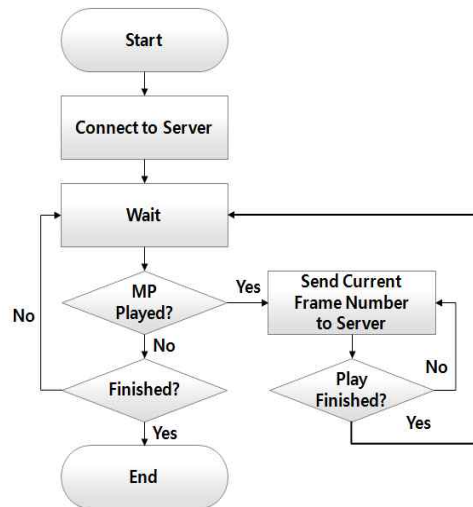 Start
Connect to Server
Wait
MP
Played?
Yes
Send Current
Frame Number
to Server
No
No
No
Finished?
Play
Finished?
Yes
Yes
End